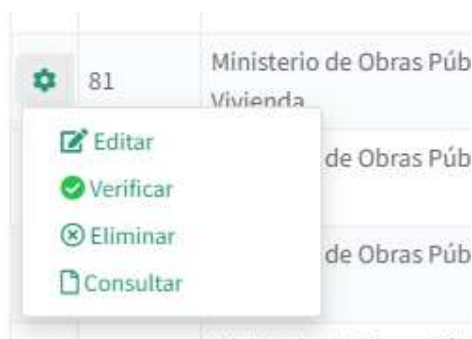 81
Ministerio de Obras Púb
Vivienda
Editar
de Obras Púb
Verificar
Eliminar
de Obras Púb
Consultar